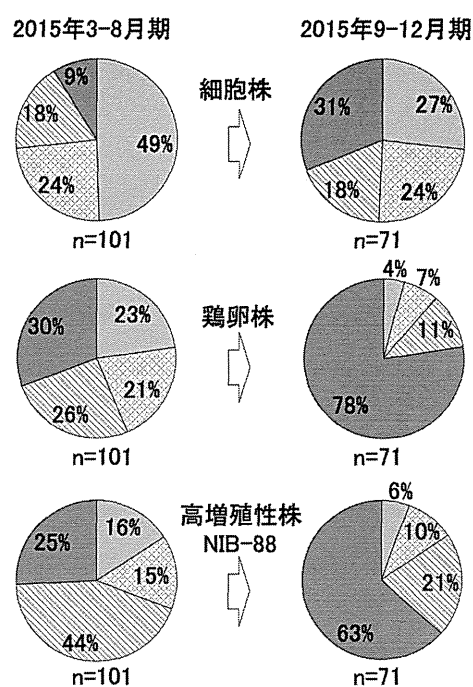 2015年3-8月期
2015年9-12月期
細胞株
9%
18%
49%
24%
n=101
31%
27%
18%
24%
n=71
鶏卵株
30%
23%
26%
21%
n=101
4%
7%
11%
78%
n=71
高増殖性株
NIB-88
25%
16%
15%
44%
n=101
6%
10%
21%
63%
n=71